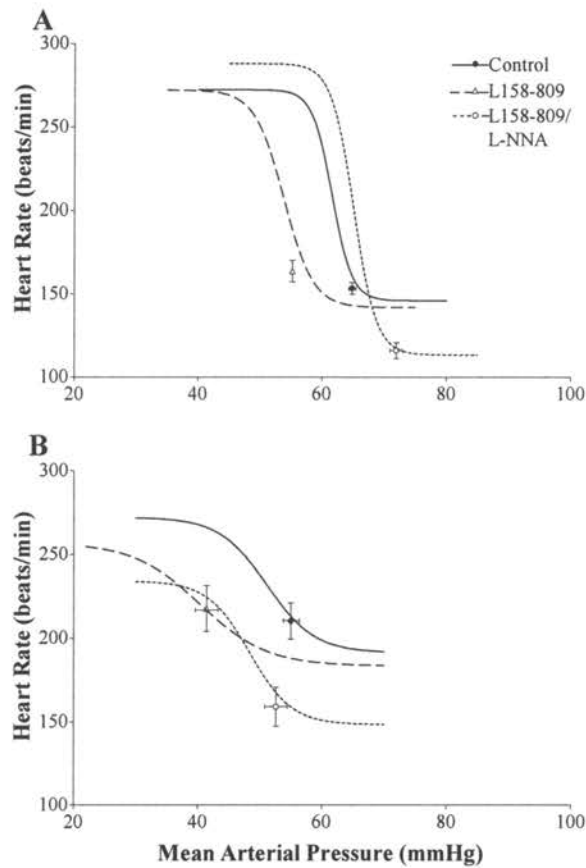 A
300
250
200
150
100
Heart Rate (beats/min)
Control
L158-809
L158-809/
L-NNA
20
40
60
80
100
B
300
250
200
150
100
Heart Rate (beats/min)
20
40
60
80
100
Mean Arterial Pressure (mmHg)